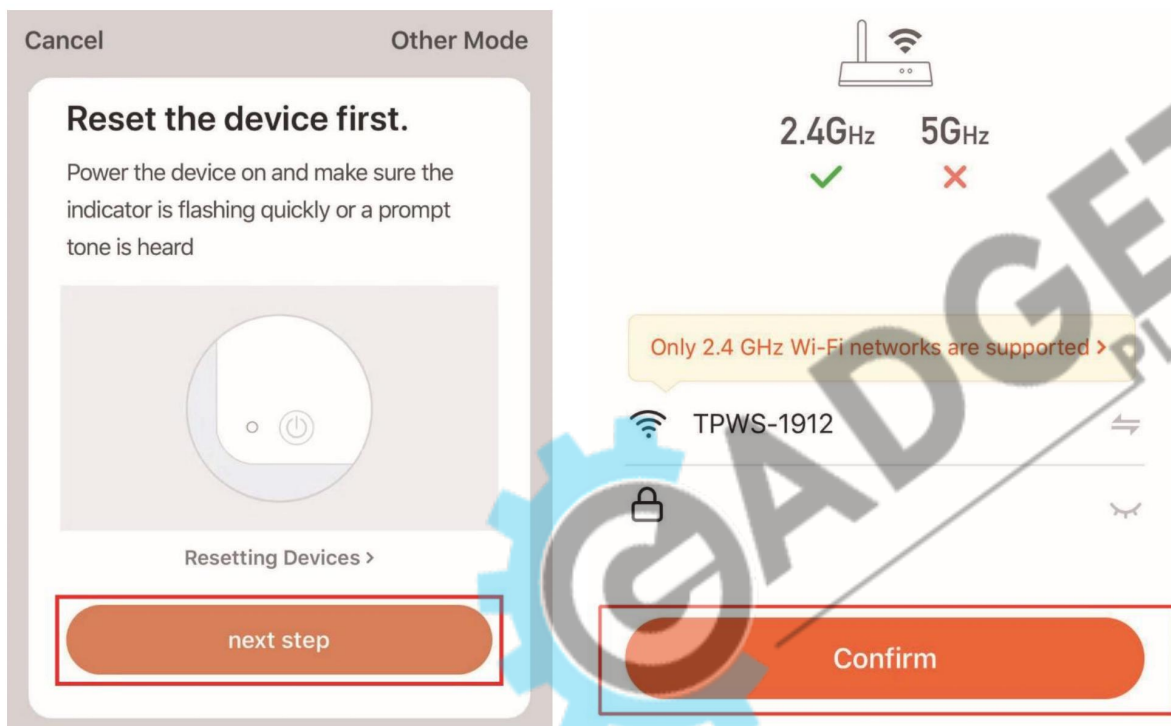 Cancel
Other Mode
Reset the device first.
Power the device on and make sure the
indicator is flashing quickly or a prompt
tone is heard
Resetting Devices >
next step
2.4GHz
5GHz
Only 2.4 GHz Wi-Fi networks are supported >
TPWS-1912
Confirm